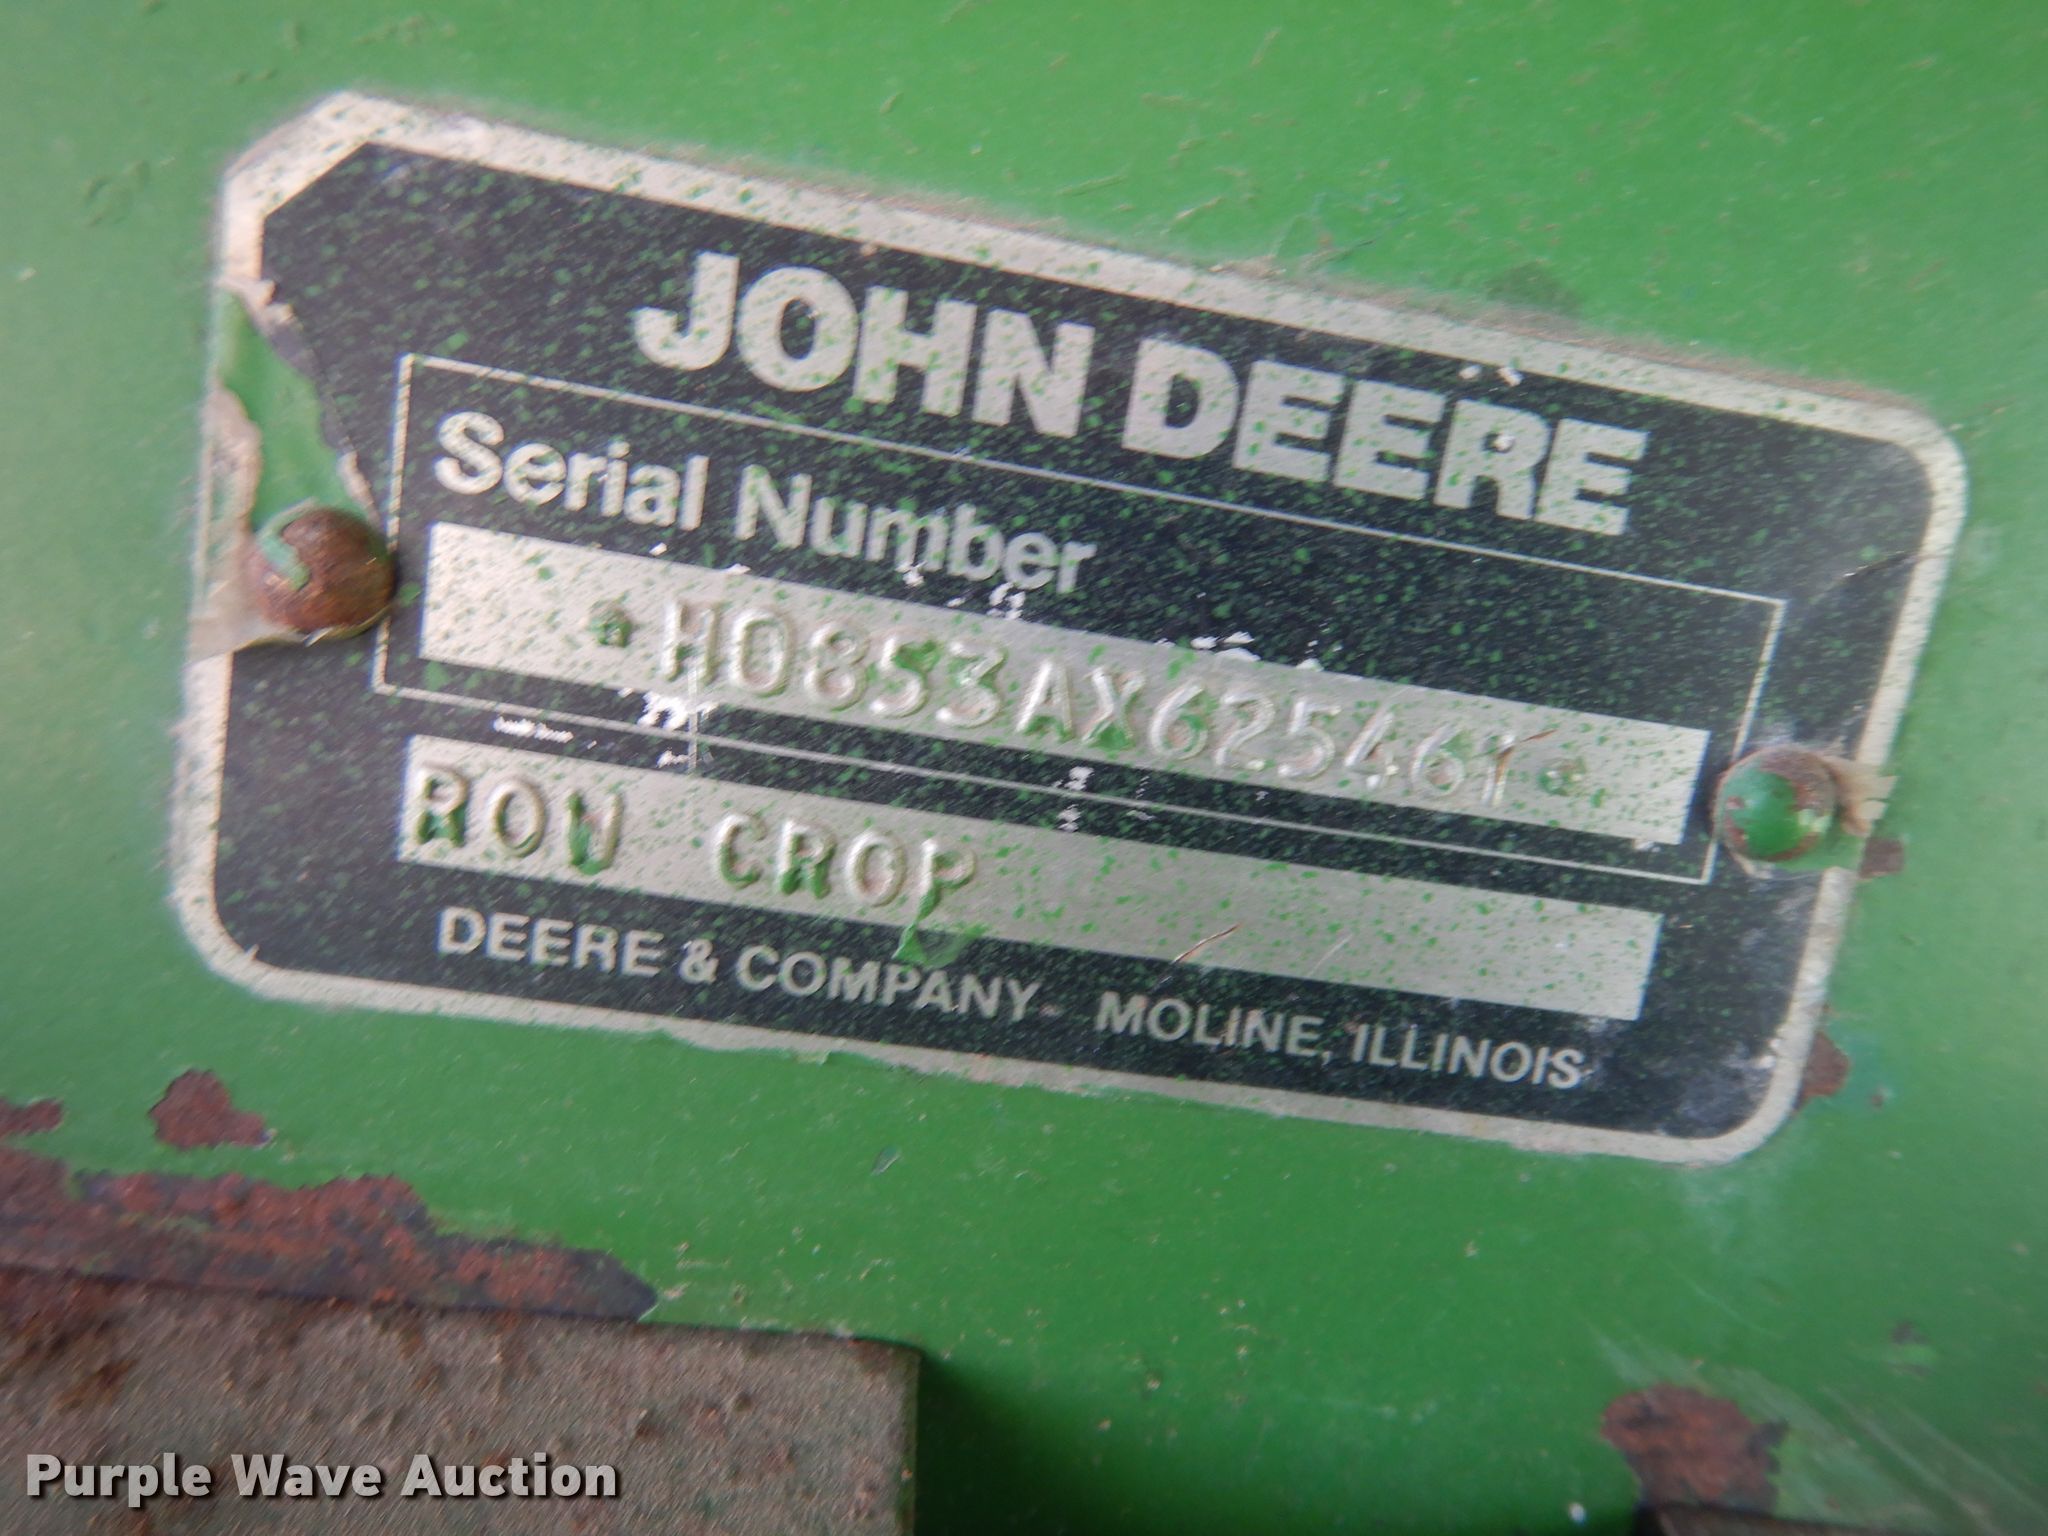 JOHN DEERE
Serial Number
*H0853AX625461*
ROW CROP
DEERE & COMPANY MOLINE, ILLINOIS
Purple Wave Auction